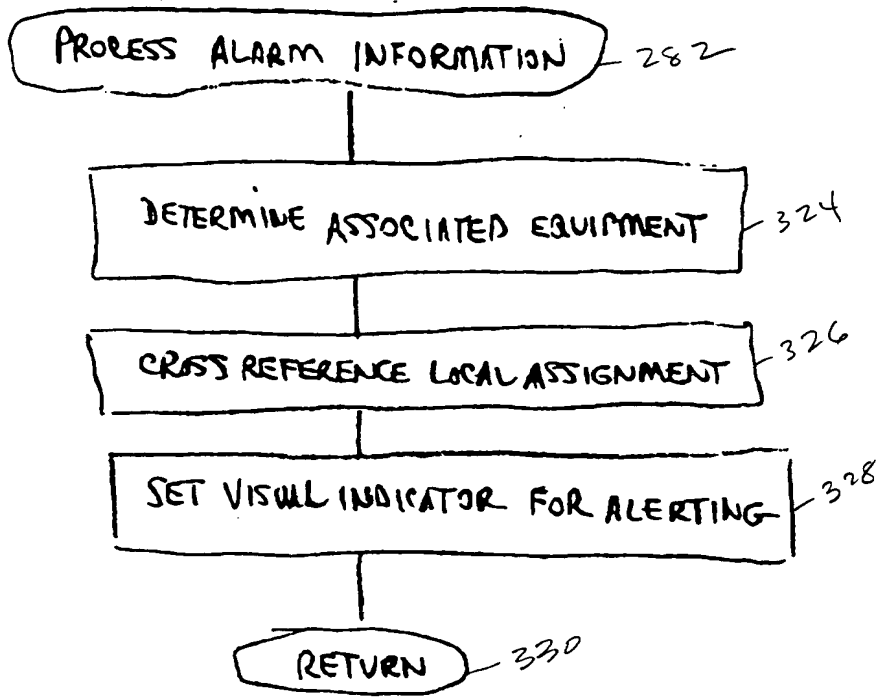 PROCESS ALARM INFORMATION 282
DETERMINE ASSOCIATED EQUIPMENT 324
CROSS REFERENCE LOCAL ASSIGNMENT 326
SET VISUAL INDICATOR FOR ALERTING 328
RETURN 330